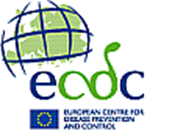 ecdc
EUROPEAN CENTRE FOR
DISEASE PREVENTION
AND CONTROL